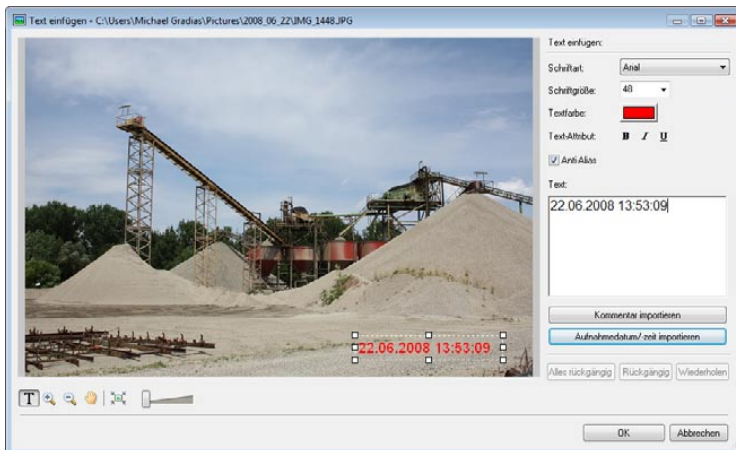 Text einfügen - C:\Users\Michael Gradias\Pictures\2008_06_22\IMG_1448.JPG
Text einfügen:
Schriftart:
Arial
Schriftgröße:
48
Textfarbe:
Text-Attribut:
B I U
Anti-Alias
Text:
22.06.2008 13:53:09
Kommentar importieren
Aufnahmedatum/-zeit importieren
22.06.2008 13:53:09
Alles rückgängig Rückgängig Wiederholen
T
OK Abbrechen